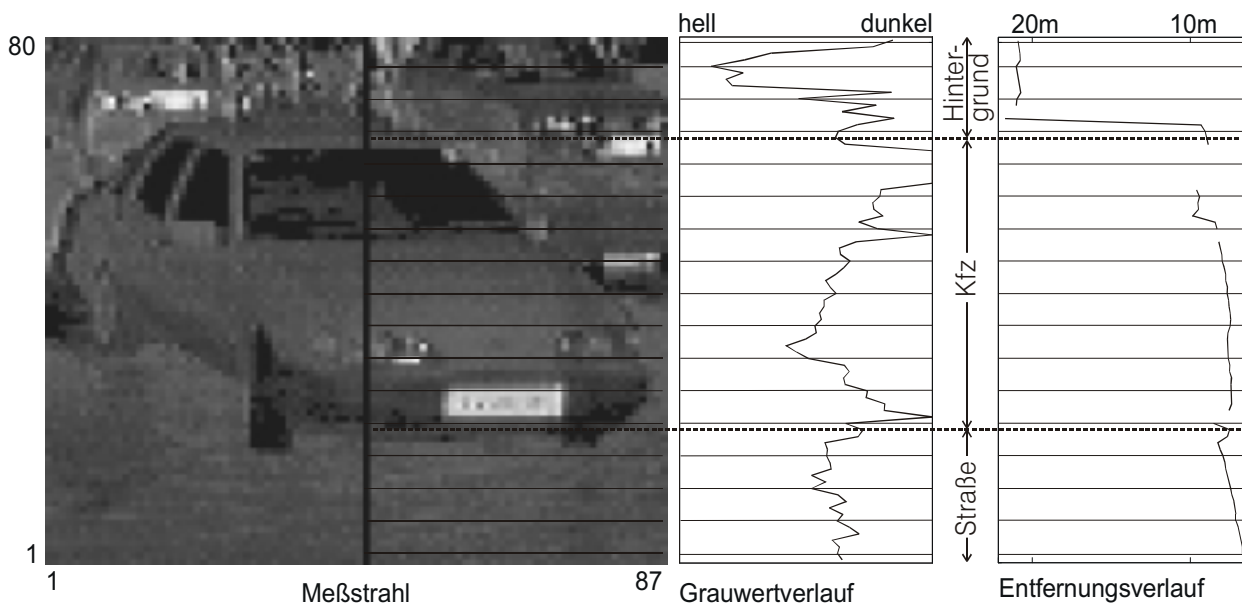 hell dunkel
20m 10m
80
Hinter-
grund
Kfz
Straße
1
1 Meßstrahl 87
Grauwertverlauf
Entfernungsverlauf